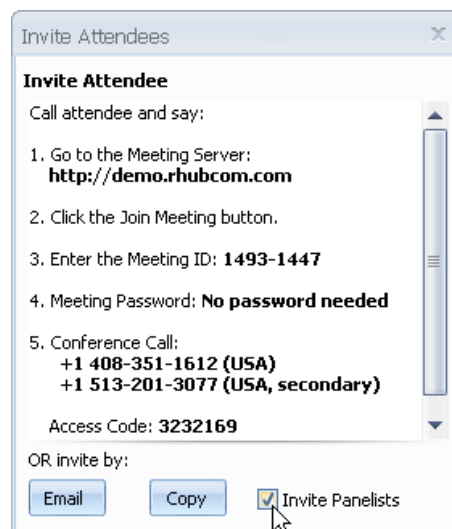 Invite Attendees
Invite Attendee
Call attendee and say:
1. Go to the Meeting Server:
http://demo.rhubcom.com
2. Click the Join Meeting button.
3. Enter the Meeting ID: 1493-1447
4. Meeting Password: No password needed
5. Conference Call:
+1 408-351-1612 (USA)
+1 513-201-3077 (USA, secondary)
Access Code: 3232169
OR invite by:
Email Copy Invite Panelists